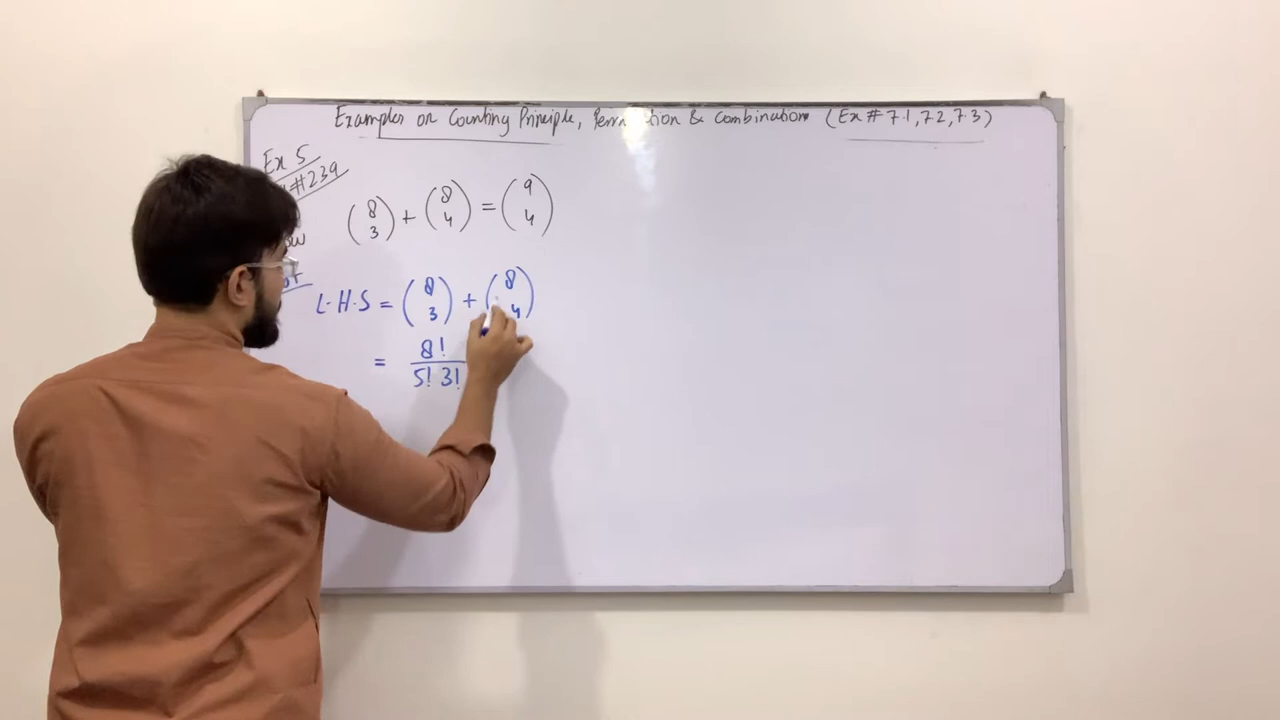 Examples on Counting Principle, & Combination (Ex # 7.1, 7.2, 7.3)
Ex 5
#239
(8 3) + (8 4) = (9 4)
L.H.S = (8 3) + (8 4)
= 8! / 5! 3!